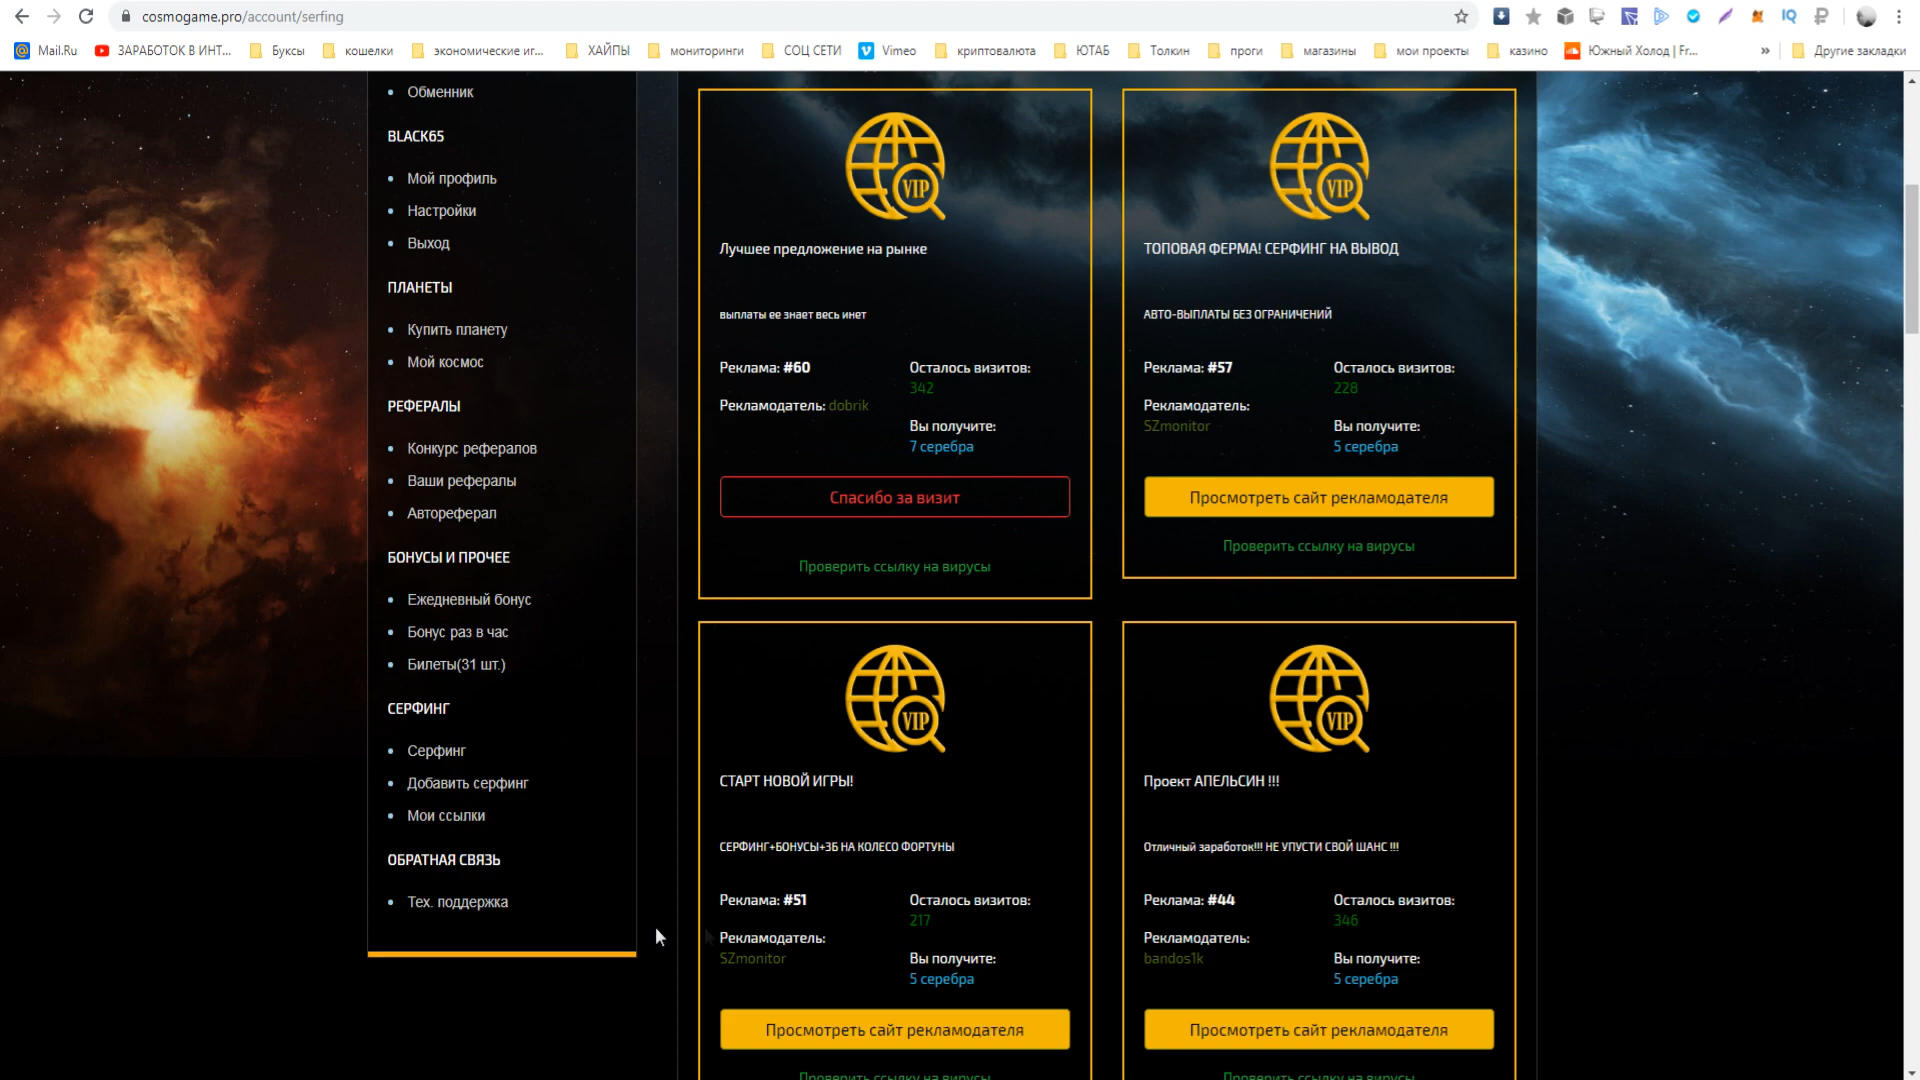 cosmogame.pro/account/serfing
Mail.Ru
ЗАРАБОТОК В ИНТ...
Буксы
кошелки
экономические иг...
ХАЙПЫ
мониторинги
СОЦ СЕТИ
Vimeo
криптовалюта
ЮТАБ
Толкин
проги
магазины
мои проекты
казино
Южный Холод | Fr...
»
Другие закладки
Обменник
BLACK65
Мой профиль
Настройки
Выход
ПЛАНЕТЫ
Купить планету
Мой космос
РЕФЕРАЛЫ
Конкурс рефералов
Ваши рефералы
Автореферал
БОНУСЫ И ПРОЧЕЕ
Ежедневный бонус
Бонус раз в час
Билеты(31 шт.)
СЕРФИНГ
Серфинг
Добавить серфинг
Мои ссылки
ОБРАТНАЯ СВЯЗЬ
Тех. поддержка
VIP
Лучшее предложение на рынке
выплаты ее знает весь инет
Реклама: #60
Рекламодатель: dobrik
Осталось визитов:
342
Вы получите:
7 серебра
Спасибо за визит
Проверить ссылку на вирусы
VIP
ТОПОВАЯ ФЕРМА! СЕРФИНГ НА ВЫВОД
АВТО-ВЫПЛАТЫ БЕЗ ОГРАНИЧЕНИЙ
Реклама: #57
Рекламодатель:
SZmonitor
Осталось визитов:
228
Вы получите:
5 серебра
Просмотреть сайт рекламодателя
Проверить ссылку на вирусы
VIP
СТАРТ НОВОЙ ИГРЫ!
СЕРФИНГ+БОНУСЫ+ЗБ НА КОЛЕСО ФОРТУНЫ
Реклама: #51
Рекламодатель:
SZmonitor
Осталось визитов:
217
Вы получите:
5 серебра
Просмотреть сайт рекламодателя
Проверить ссылку на вирусы
VIP
Проект АПЕЛЬСИН !!!
Отличный заработок!!! НЕ УПУСТИ СВОЙ ШАНС !!!
Реклама: #44
Рекламодатель:
bandos1k
Осталось визитов:
346
Вы получите:
5 серебра
Просмотреть сайт рекламодателя
Проверить ссылку на вирусы